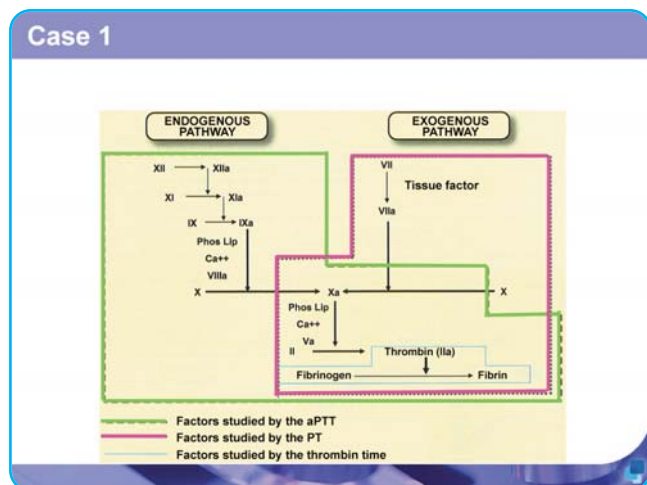 Case 1
ENDOGENOUS
PATHWAY
EXOGENOUS
PATHWAY
XII XIIa
XI XIa
IX IXa
Phos Lip
Ca++
VIIIa
VII
Tissue factor
VIIa
X Xa X
Phos Lip
Ca++
Va
II Thrombin (IIa)
Fibrinogen Fibrin
Factors studied by the aPTT
Factors studied by the PT
Factors studied by the thrombin time